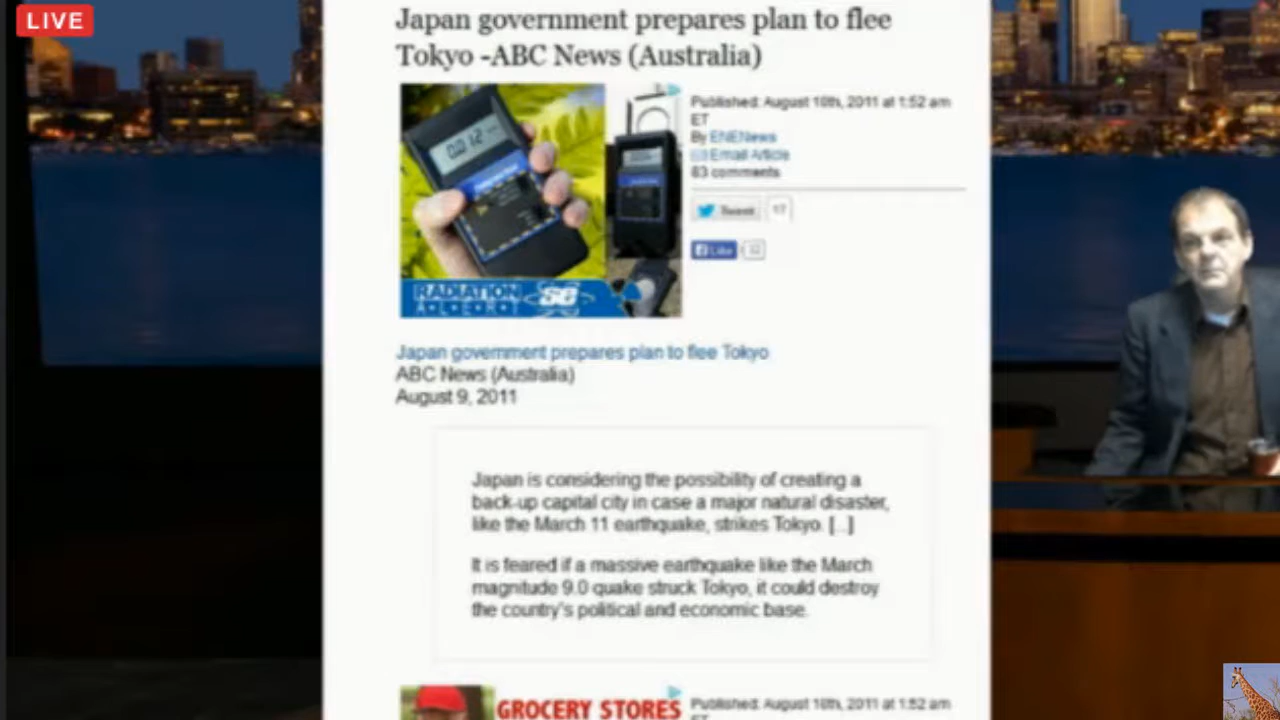 LIVE
Japan government prepares plan to flee
Tokyo -ABC News (Australia)
Published: August 10th, 2011 at 1:52 am
ET
By ENENews
Email Article
63 comments
Tweet 17
Like
0.012
RADIATION
ALERT
Japan government prepares plan to flee Tokyo
ABC News (Australia)
August 9, 2011
Japan is considering the possibility of creating a
back-up capital city in case a major natural disaster,
like the March 11 earthquake, strikes Tokyo. [...]
It is feared if a massive earthquake like the March
magnitude 9.0 quake struck Tokyo, it could destroy
the country's political and economic base.
GROCERY STORES
Published: August 10th, 2011 at 1:52 am
ET